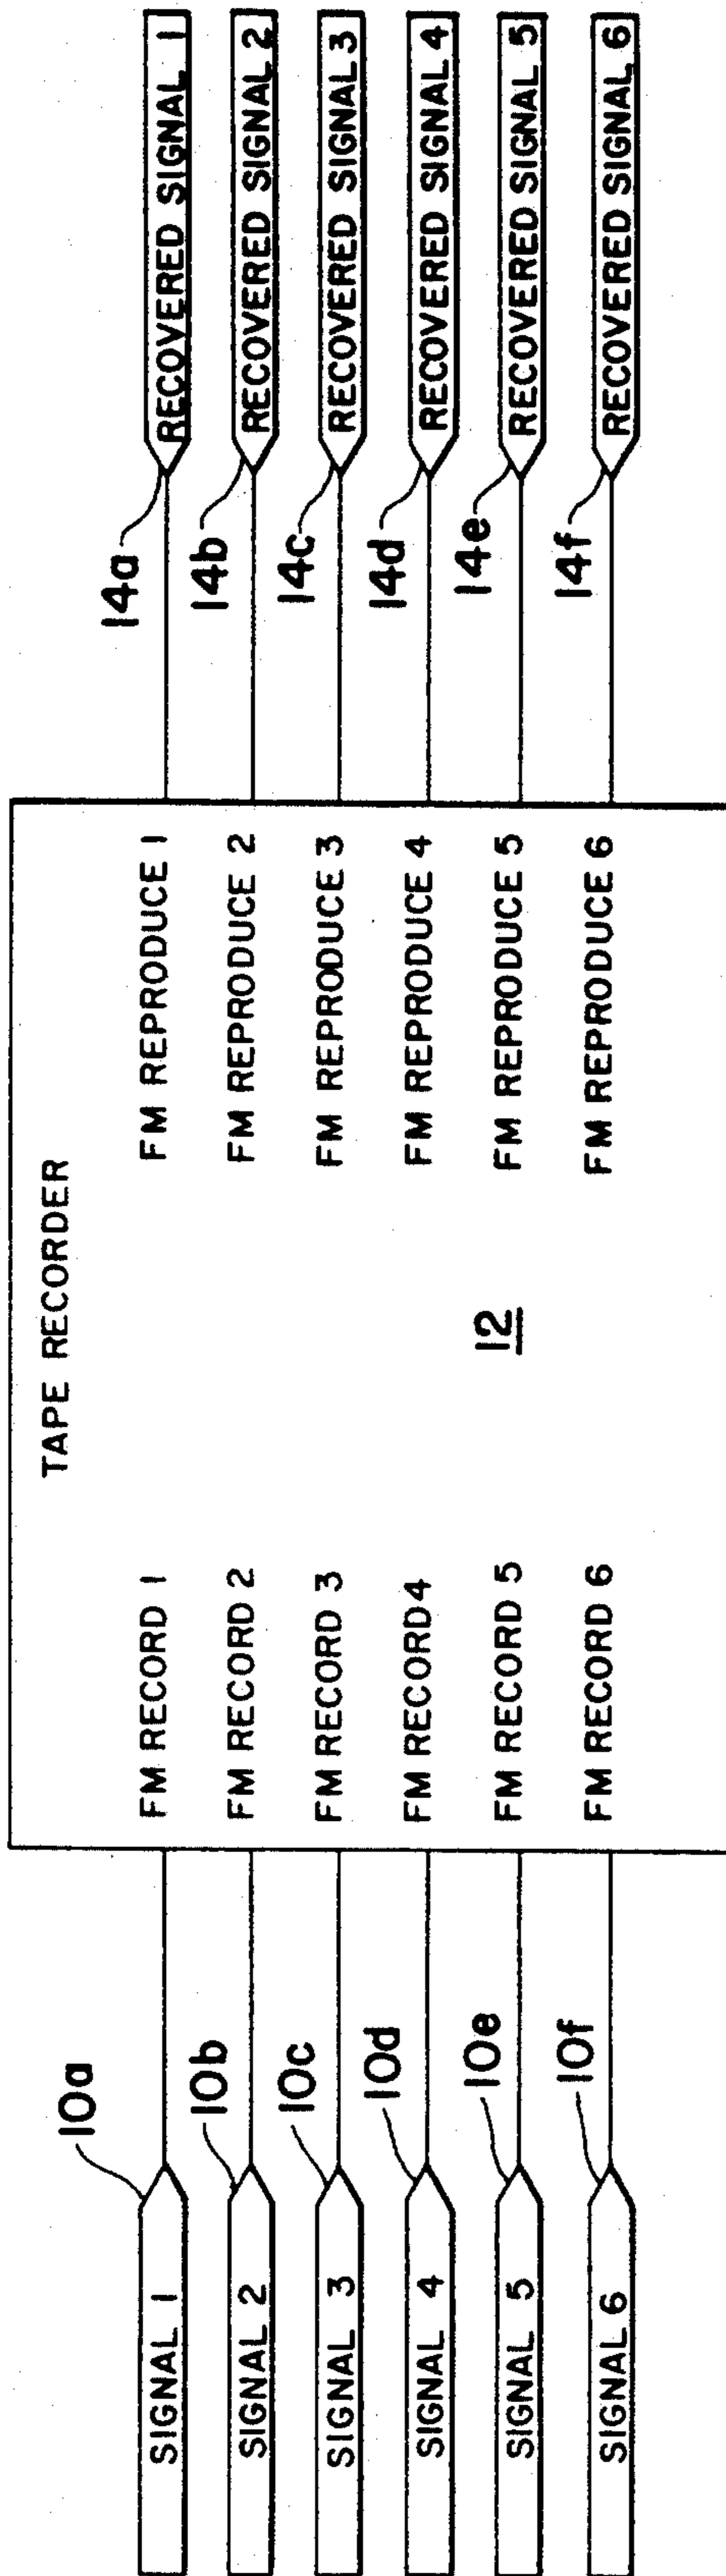 TAPE RECORDER
10a
SIGNAL 1
FM RECORD 1
FM REPRODUCE 1
14a
RECOVERED SIGNAL 1
10b
SIGNAL 2
FM RECORD 2
FM REPRODUCE 2
14b
RECOVERED SIGNAL 2
10c
SIGNAL 3
FM RECORD 3
FM REPRODUCE 3
14c
RECOVERED SIGNAL 3
10d
SIGNAL 4
FM RECORD 4
FM REPRODUCE 4
14d
RECOVERED SIGNAL 4
10e
SIGNAL 5
FM RECORD 5
12
FM REPRODUCE 5
14e
RECOVERED SIGNAL 5
10f
SIGNAL 6
FM RECORD 6
FM REPRODUCE 6
14f
RECOVERED SIGNAL 6